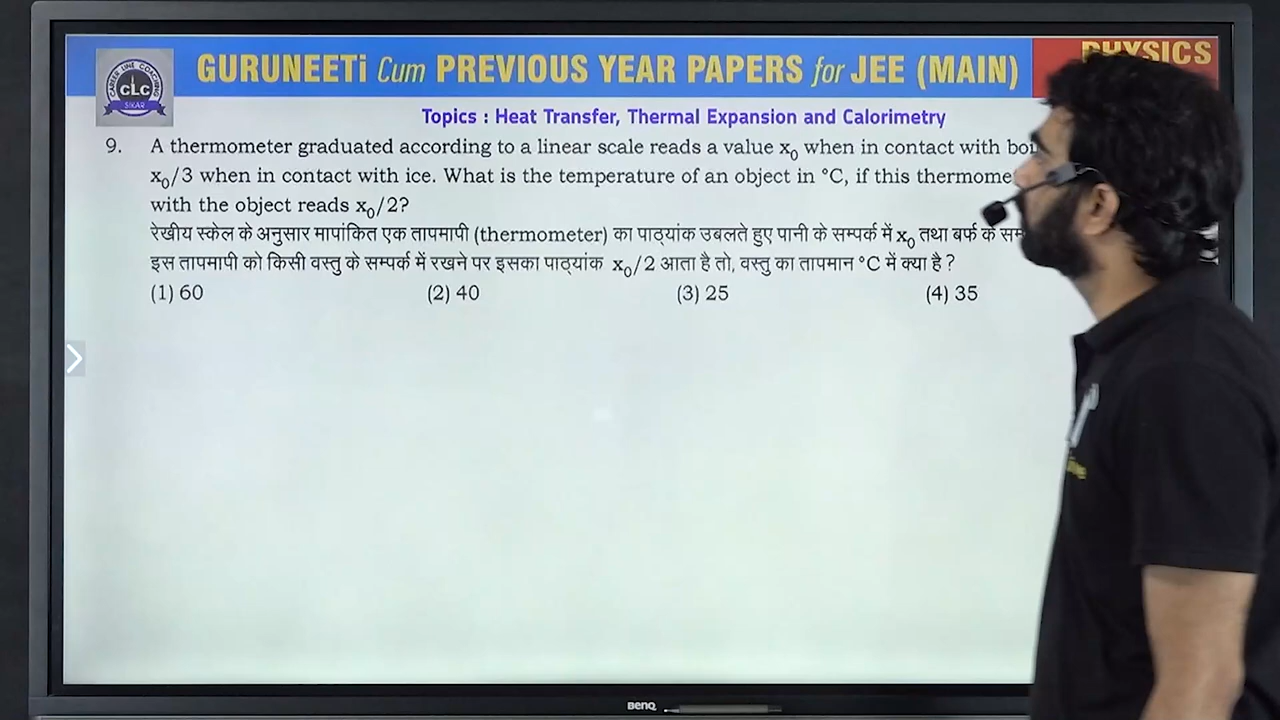 CAREER LINE COACHING
CLC
SIKAR
GURUNEETi Cum PREVIOUS YEAR PAPERS for JEE (MAIN)
PHYSICS
Topics : Heat Transfer, Thermal Expansion and Calorimetry
9. A thermometer graduated according to a linear scale reads a value x₀ when in contact with
x₀/3 when in contact with ice. What is the temperature of an object in °C, if this
with the object reads x₀/2?
रेखीय स्केल के अनुसार मापांकित एक तापमापी (thermometer) का पाठ्यांक उबलते हुए पानी के सम्पर्क में x₀ तथा बर्फ के
इस तापमापी को किसी वस्तु के सम्पर्क में रखने पर इसका पाठ्यांक x₀/2 आता है तो, वस्तु का तापमान °C में क्या है ?
(1) 60 (2) 40 (3) 25 (4) 35
BENQ